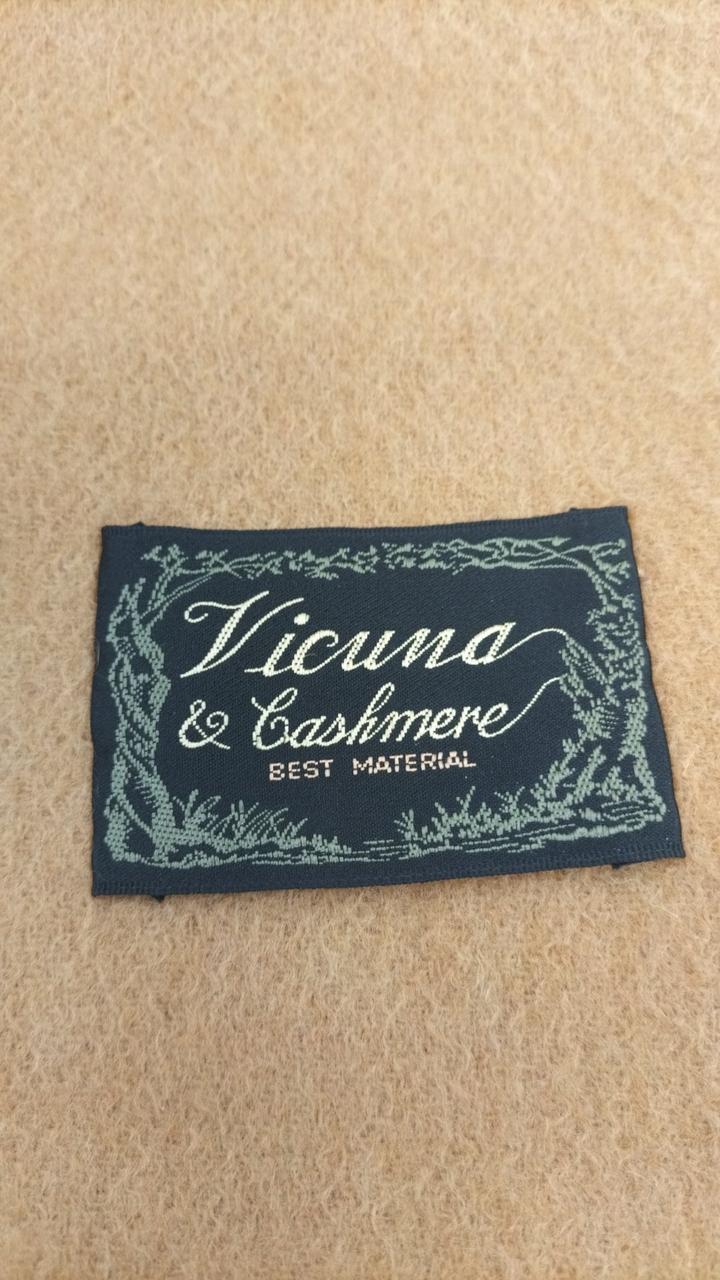 Vicuna
& Cashmere
BEST MATERIAL